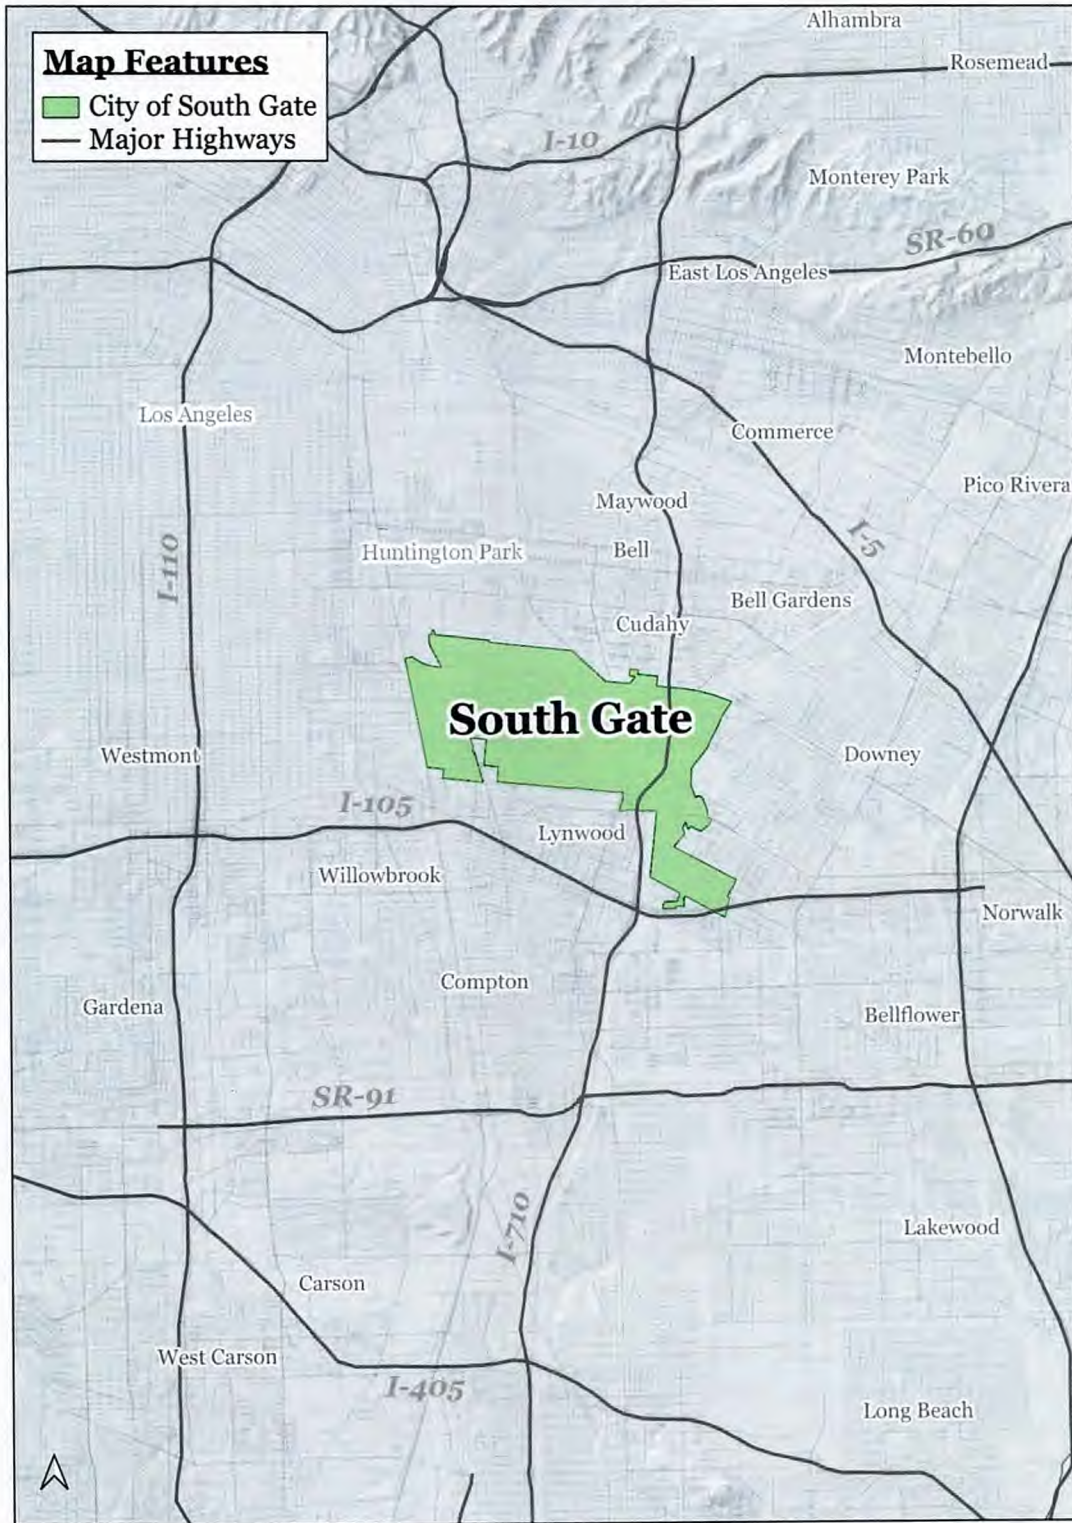 Map Features
City of South Gate
Major Highways
Alhambra
Rosemead
I-10
Monterey Park
SR-60
East Los Angeles
Montebello
Los Angeles
Commerce
Pico Rivera
Maywood
I-5
I-110
Huntington Park
Bell
Bell Gardens
Cudahy
South Gate
Westmont
Downey
I-105
Lynwood
Willowbrook
Norwalk
Compton
Gardena
Bellflower
SR-91
I-710
Lakewood
Carson
West Carson
I-405
Long Beach